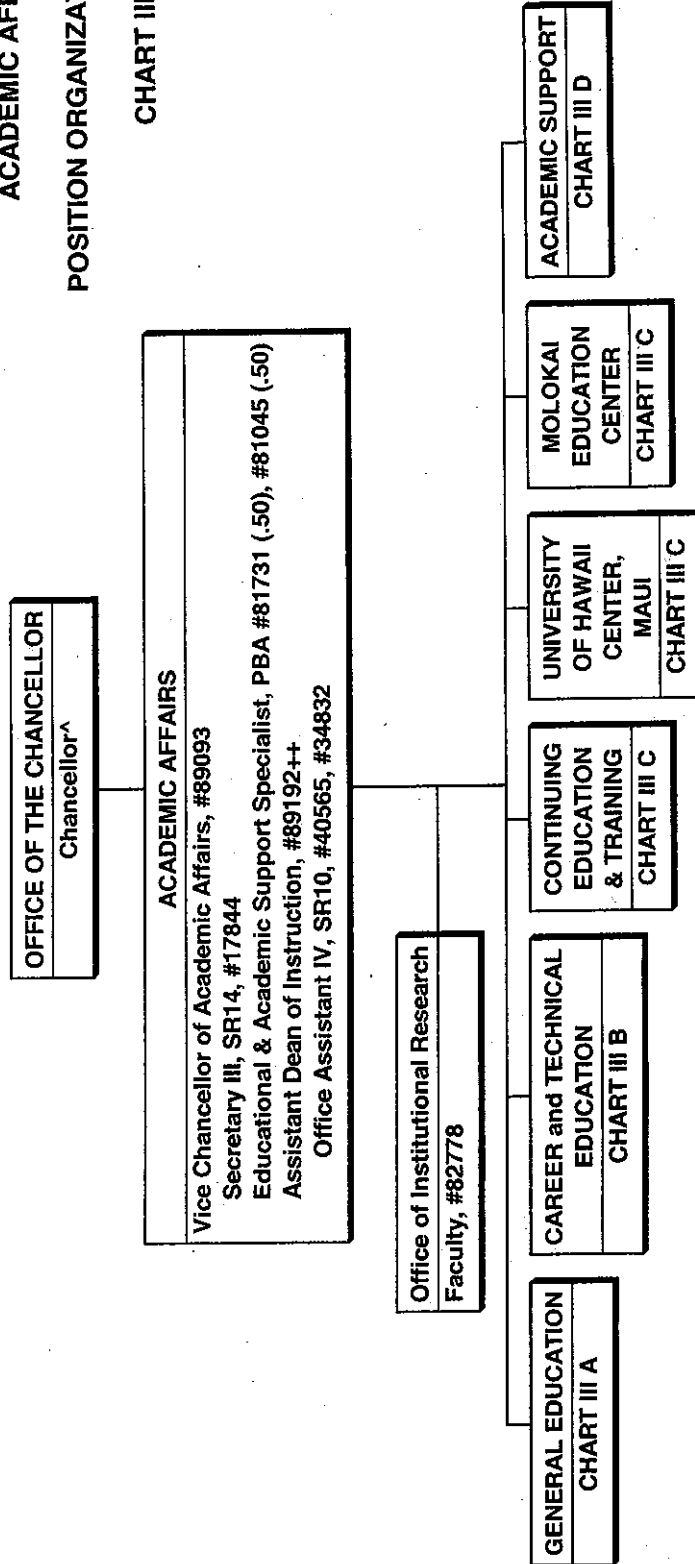 ACADEMIC
POSITION
CHART III
OFFICE OF THE CHANCELLOR
Chancellor^
ACADEMIC AFFAIRS
Vice Chancellor of Academic Affairs, #89093
Secretary III, SR14, #17844
Educational & Academic Support Specialist, PBA #81731 (.50), #81045 (.50)
Assistant Dean of Instruction, #89192++
Office Assistant IV, SR10, #40565, #34832
Office of Institutional Research
Faculty, #82778
GENERAL EDUCATION
CHART III A
CAREER and TECHNICAL
EDUCATION
CHART III B
CONTINUING
EDUCATION
& TRAINING
CHART III C
UNIVERSITY
OF HAWAII
CENTER,
MAUI
CHART III C
MOLOKAI
EDUCATION
CENTER
CHART III C
ACADEMIC SUPPORT
CHART III D